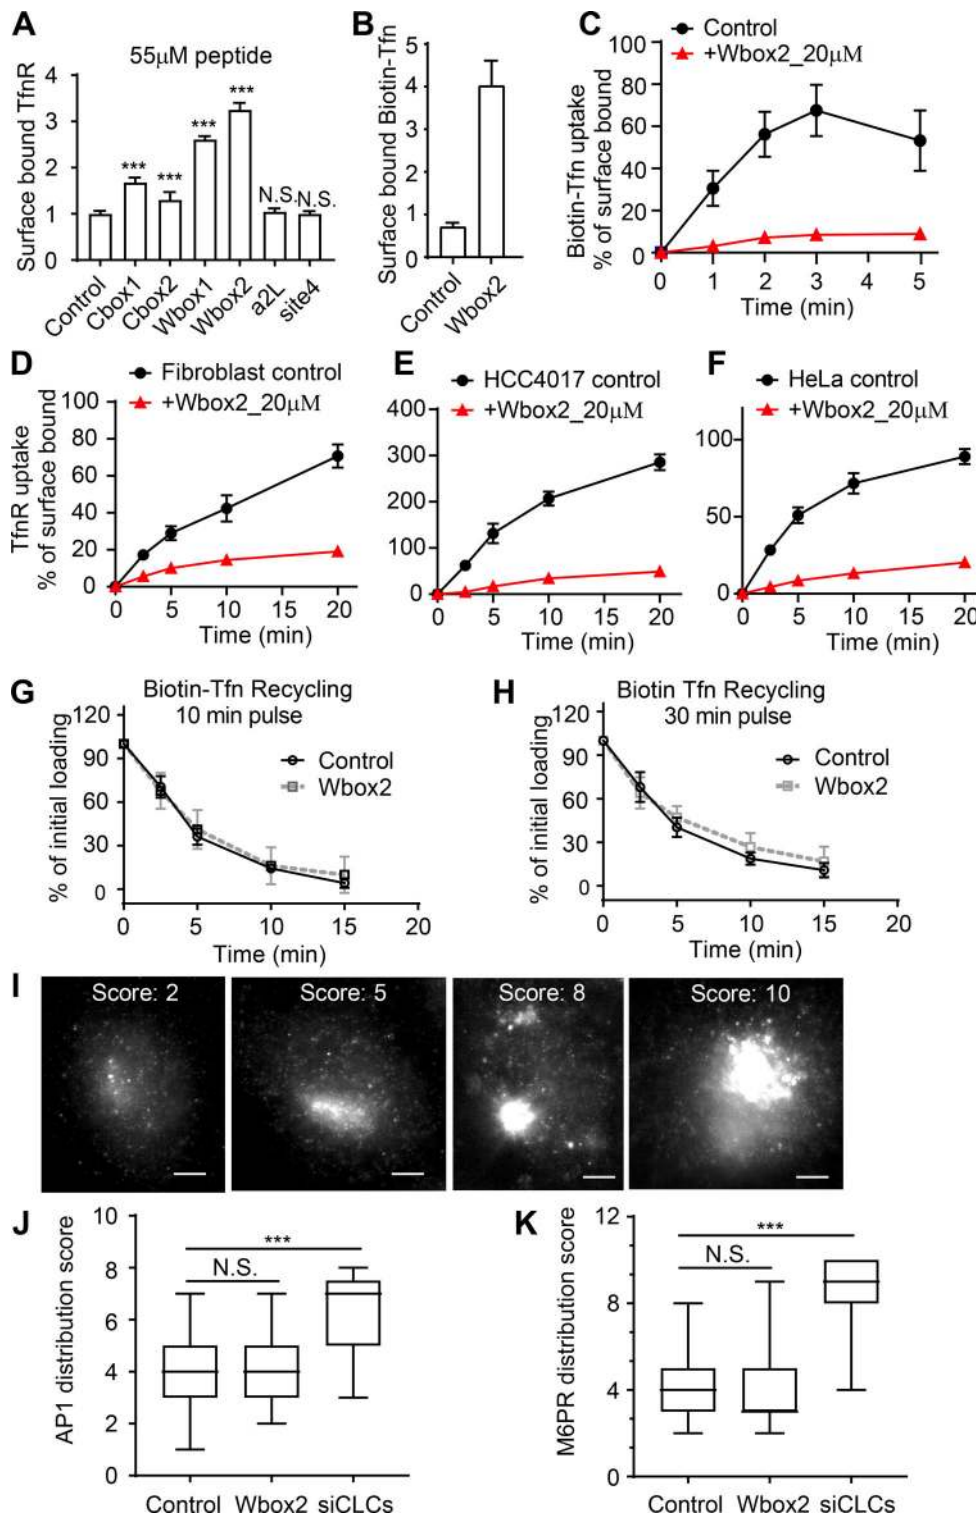 A
55µM peptide
Surface bound TfnR
4
3
2
1
0
***
***
***
***
N.S.
N.S.
Control
Cbox1
Cbox2
Wbox1
Wbox2
a2L
site4
B
Surface bound Biotin-Tfn
5
4
3
2
1
0
Control
Wbox2
C
Control
+Wbox2_20µM
Biotin-Tfn uptake
% of surface bound
100
80
60
40
20
0
0 1 2 3 4 5
Time (min)
D
Fibroblast control
+Wbox2_20µM
TfnR uptake
% of surface bound
100
80
60
40
20
0
0 5 10 15 20
Time (min)
E
HCC4017 control
+Wbox2_20µM
400
300
200
100
0
0 5 10 15 20
Time (min)
F
HeLa control
+Wbox2_20µM
100
50
0
0 5 10 15 20
Time (min)
G
Biotin-Tfn Recycling
10 min pulse
Control
Wbox2
% of initial loading
120
90
60
30
0
0 5 10 15 20
Time (min)
H
Biotin Tfn Recycling
30 min pulse
Control
Wbox2
% of initial loading
120
90
60
30
0
0 5 10 15 20
Time (min)
I
Score: 2
Score: 5
Score: 8
Score: 10
J
AP1 distribution score
10
8
6
4
2
0
***
N.S.
Control Wbox2 siCLCs
K
M6PR distribution score
12
8
4
0
***
N.S.
Control Wbox2 siCLCs